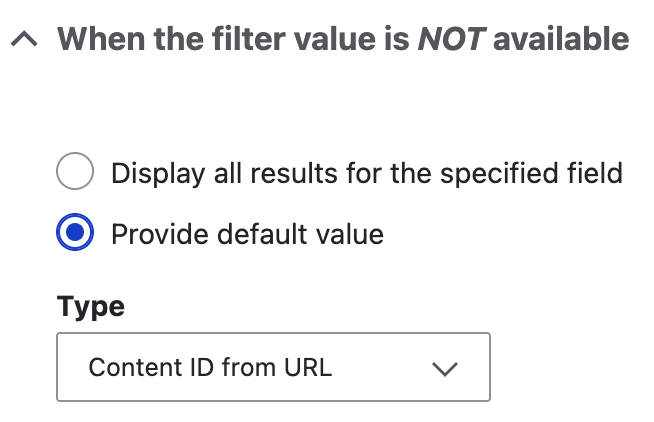 When the filter value is NOT available
Display all results for the specified field
Provide default value
Type
Content ID from URL